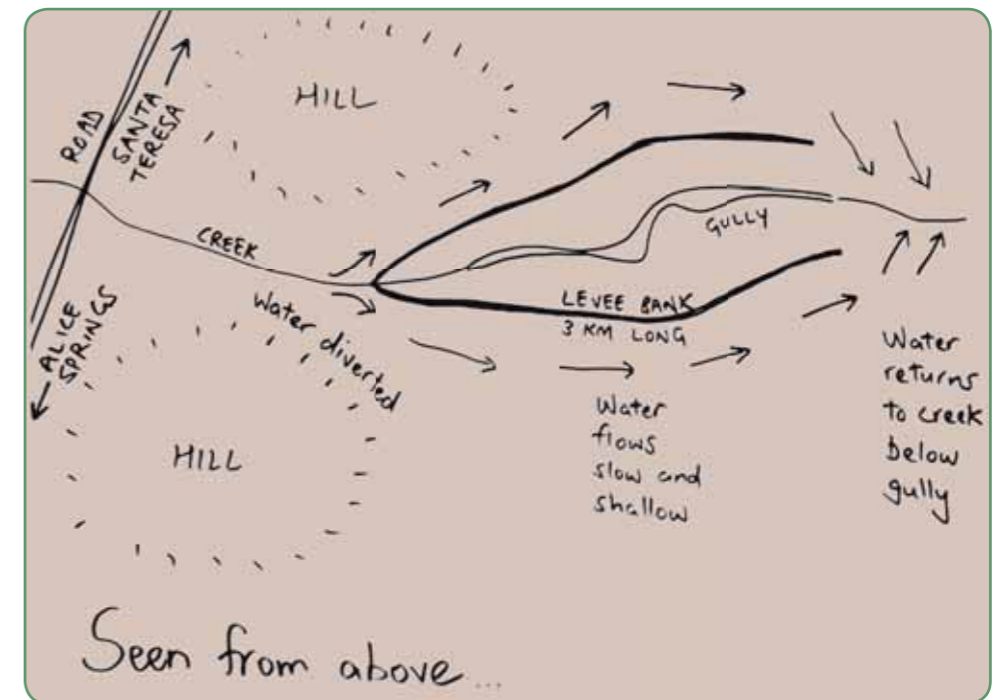 HILL
ROAD
SANTA
TERESA
CREEK
GULLY
Water diverted
LEVEE BANK
3 KM LONG
ALICE
SPRINGS
Water
returns
to creek
below
gully
Water
flows
slow and
shallow
HILL
Seen from above...